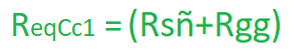 ReqCc1 = (Rsñ+Rgg)